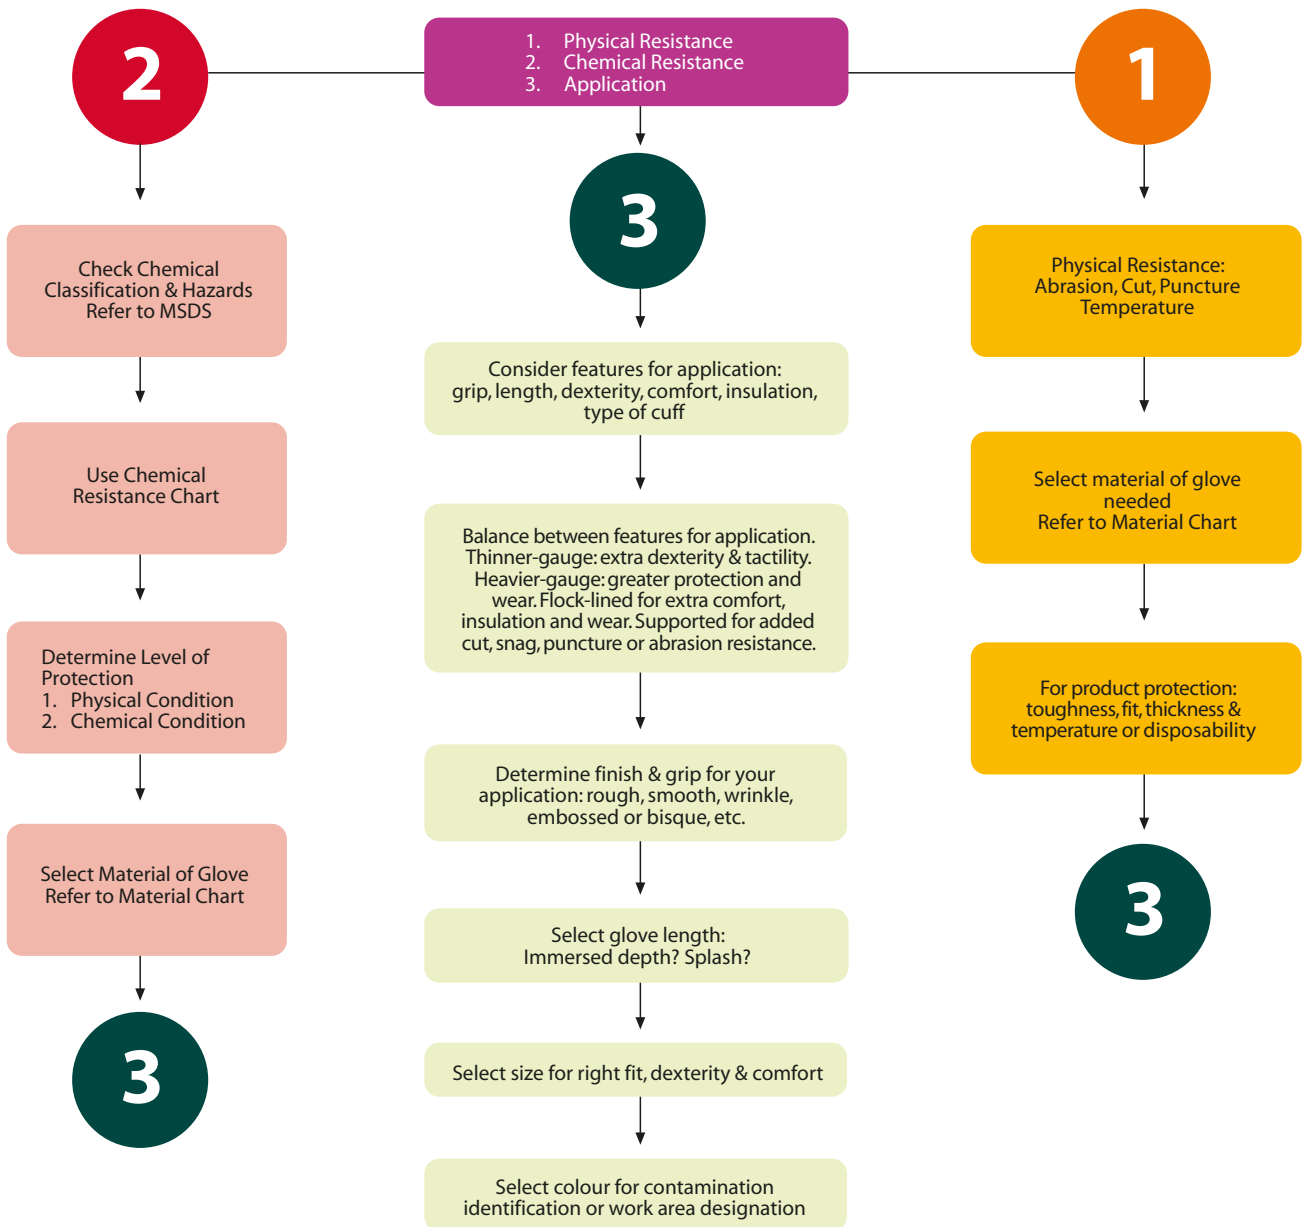 2
1. Physical Resistance
2. Chemical Resistance
3. Application
1
3
Check Chemical
Classification & Hazards
Refer to MSDS
Use Chemical
Resistance Chart
Determine Level of
Protection
1. Physical Condition
2. Chemical Condition
Select Material of Glove
Refer to Material Chart
3
Consider features for application:
grip, length, dexterity, comfort, insulation,
type of cuff
Balance between features for application.
Thinner-gauge: extra dexterity & tactility.
Heavier-gauge: greater protection and
wear. Flock-lined for extra comfort,
insulation and wear. Supported for added
cut, snag, puncture or abrasion resistance.
Determine finish & grip for your
application: rough, smooth, wrinkle,
embossed or bisque, etc.
Select glove length:
Immersed depth? Splash?
Select size for right fit, dexterity & comfort
Select colour for contamination
identification or work area designation
Physical Resistance:
Abrasion, Cut, Puncture
Temperature
Select material of glove
needed
Refer to Material Chart
For product protection:
toughness, fit, thickness &
temperature or disposability
3